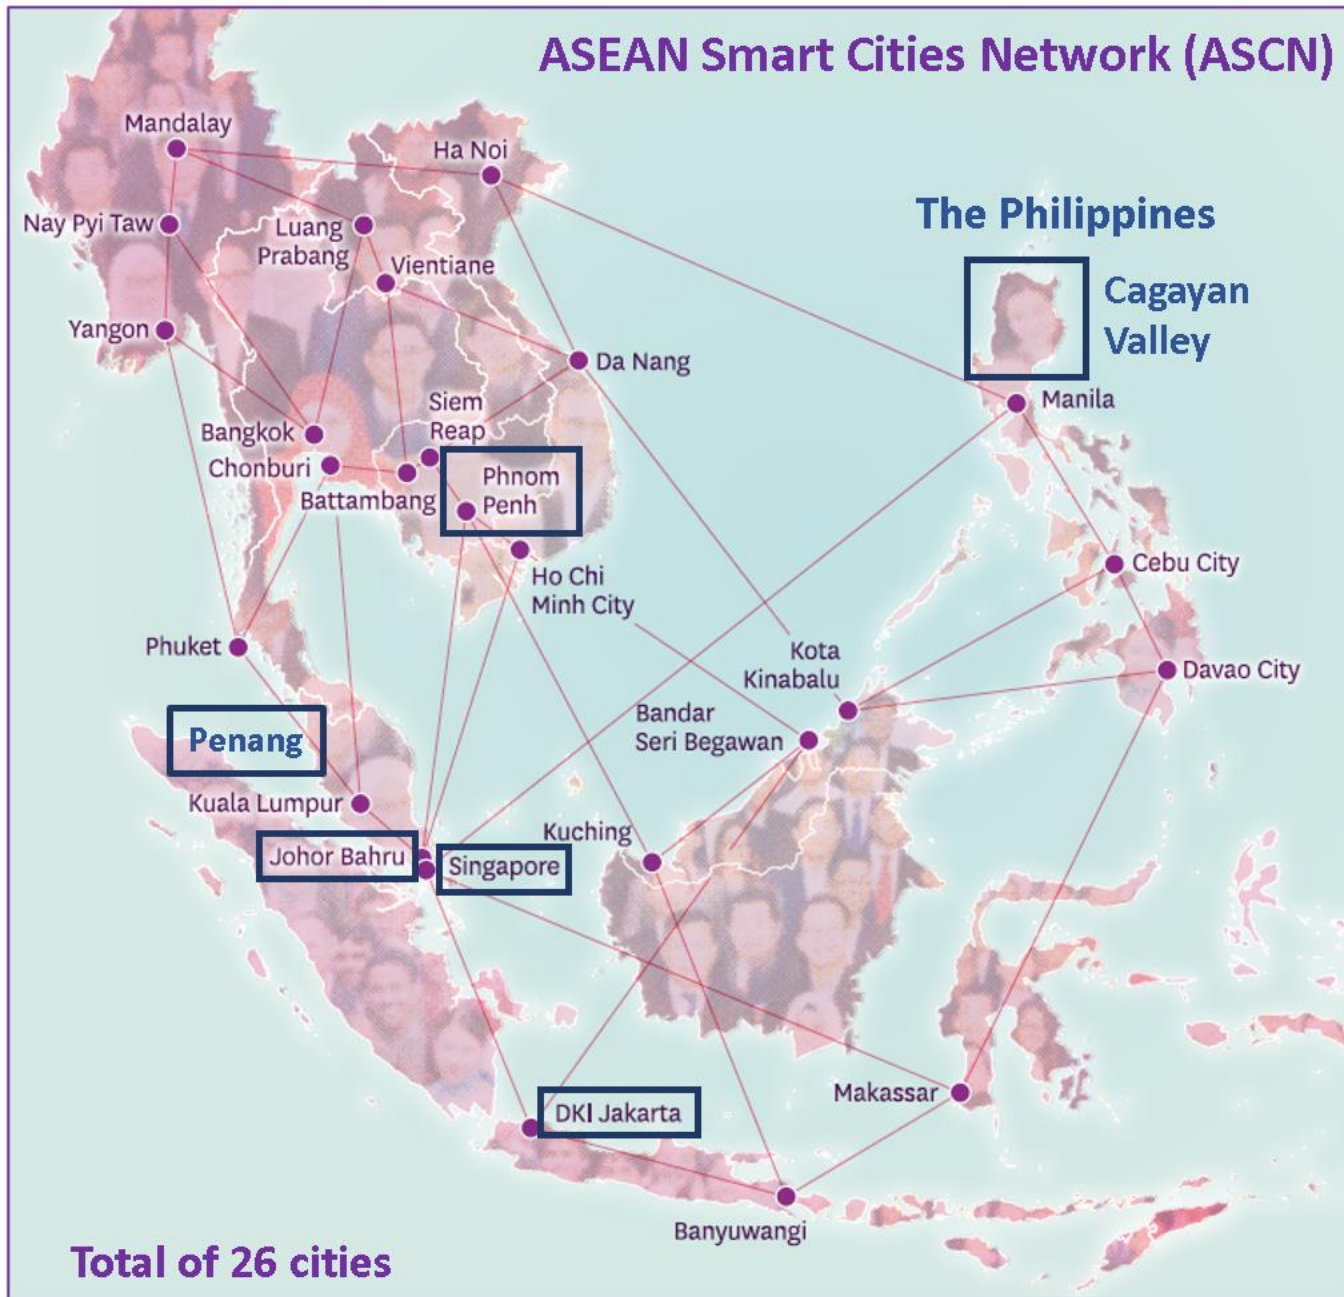 ASEAN Smart Cities Network (ASCN)
Mandalay
Ha Noi
Nay Pyi Taw
Luang
Prabang
The Philippines
Vientiane
Cagayan
Valley
Yangon
Da Nang
Siem
Reap
Manila
Bangkok
Chonburi
Phnom
Penh
Battambang
Ho Chi
Minh City
Cebu City
Phuket
Kota
Kinabalu
Davao City
Penang
Bandar
Seri Begawan
Kuala Lumpur
Kuching
Johor Bahru
Singapore
Makassar
DKI Jakarta
Banyuwangi
Total of 26 cities